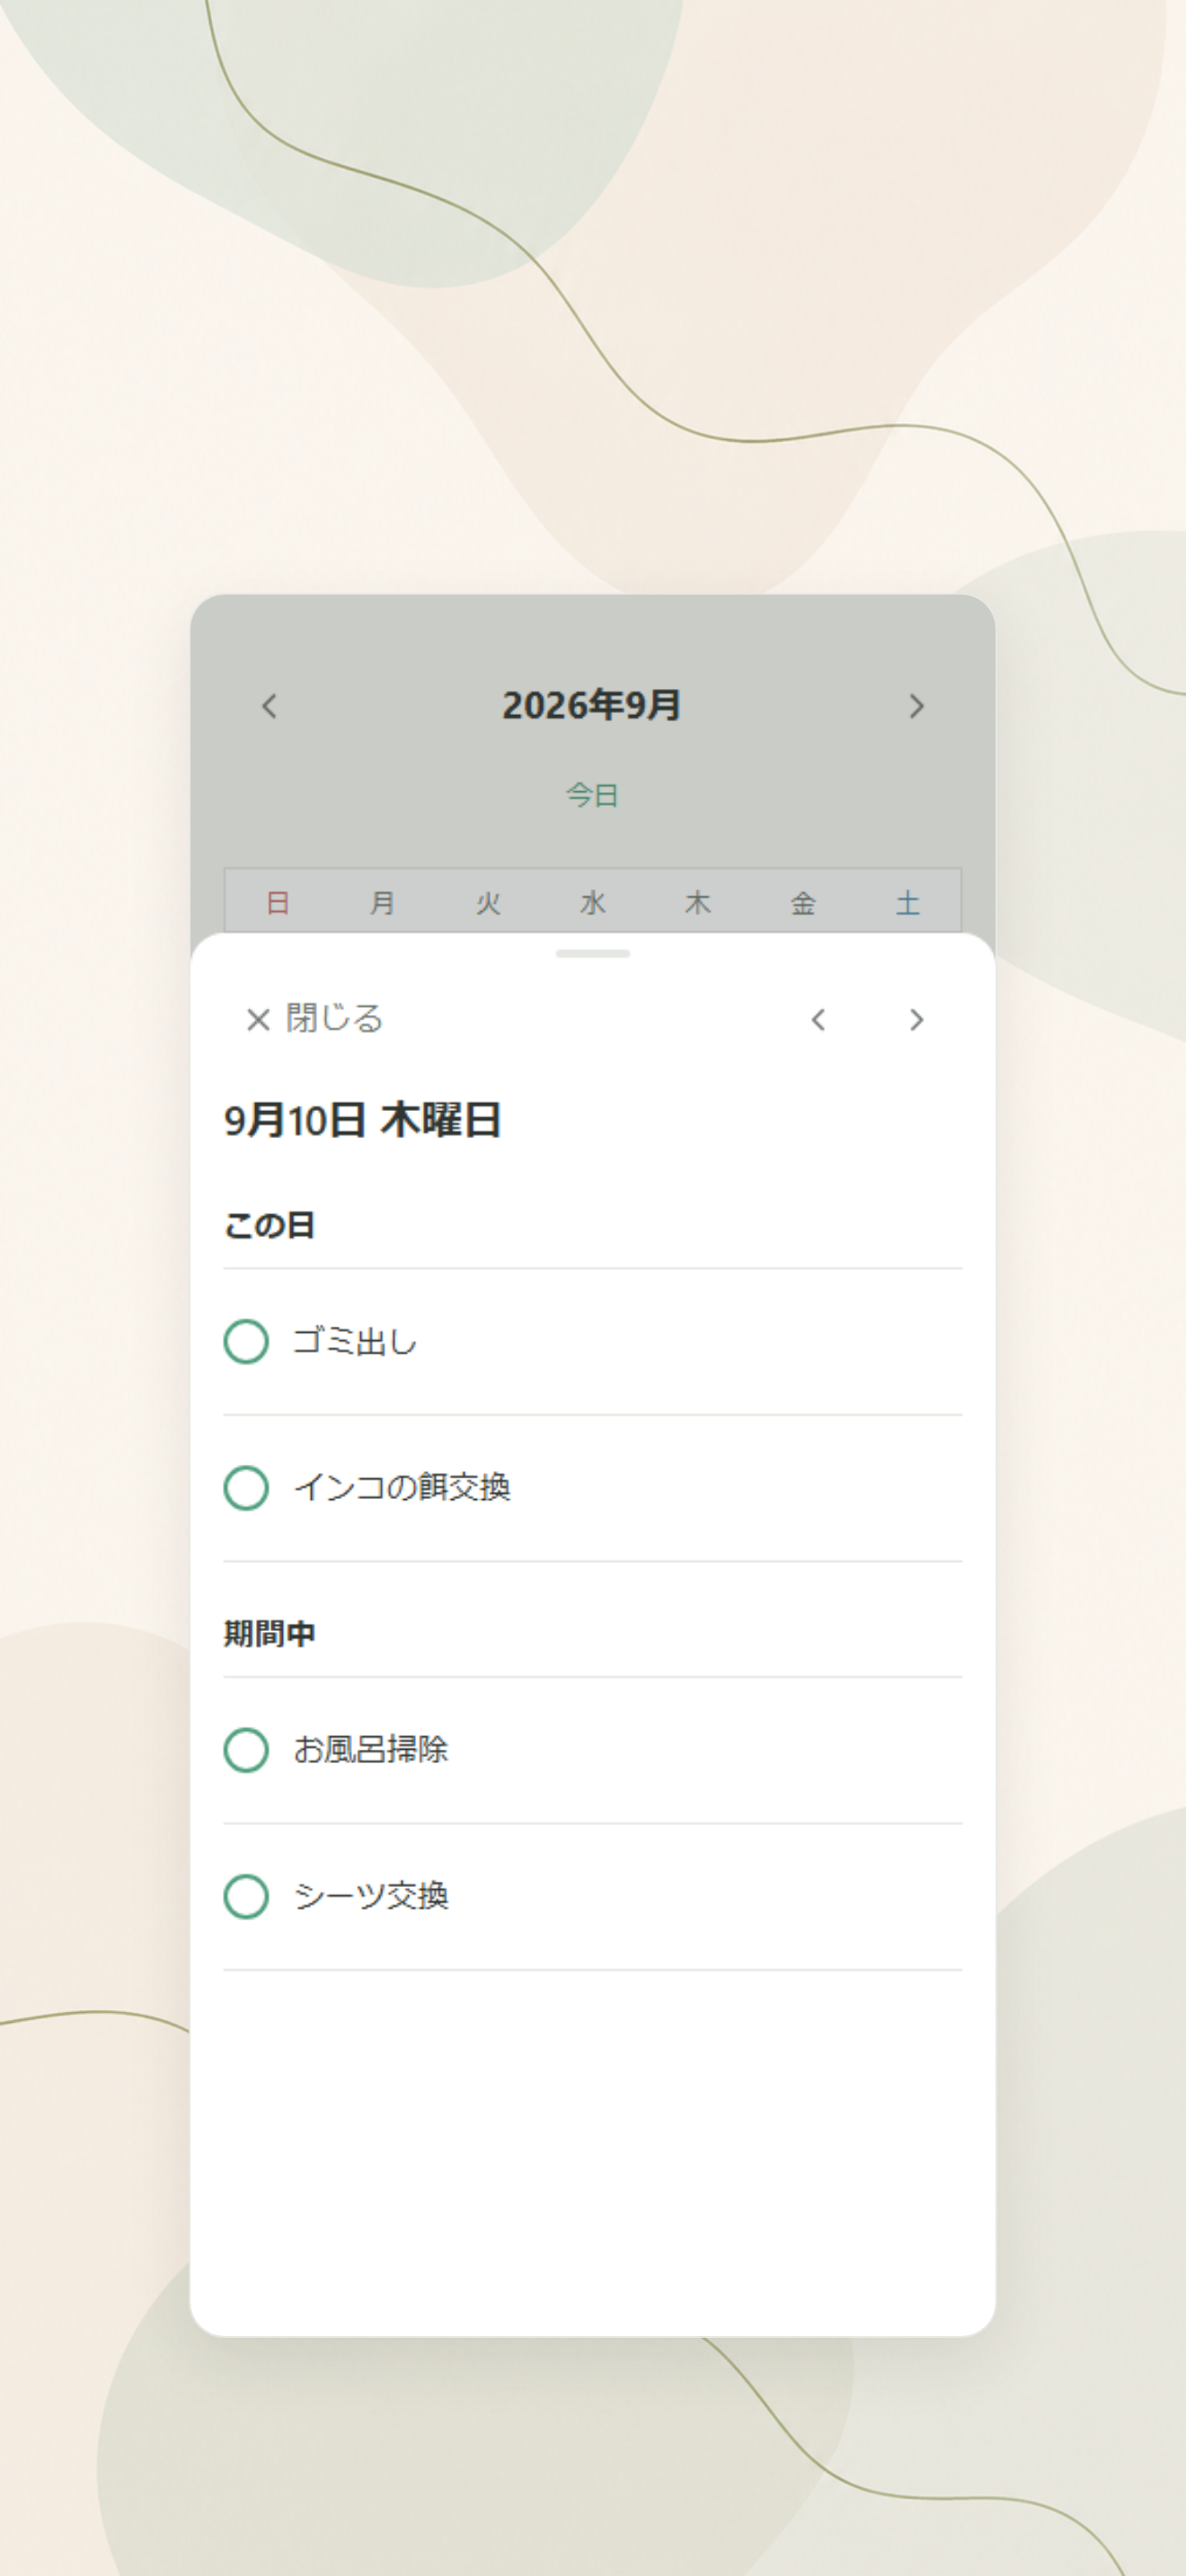 2026年9月
今日
日 月 火 水 木 金 土
閉じる
9月10日 木曜日
この日
ゴミ出し
インコの餌交換
期間中
お風呂掃除
シーツ交換